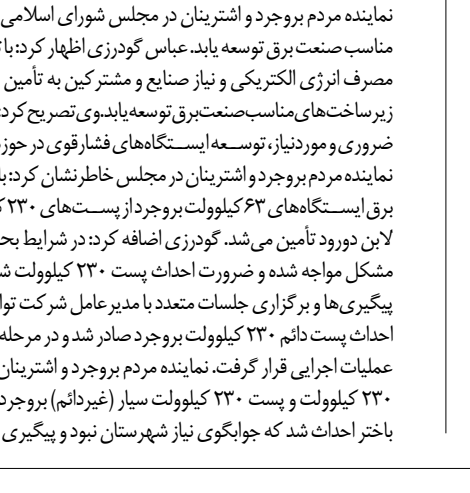 نماینده مردم بروجرد و اشترینان در مجلس شورای اسلامی
مناسب صنعت برق توسعه یابد. عباس گودرزی اظهار کرد: با
مصرف انرژی الکتریکی و نیاز صنایع و مشترکین به تأمین
زیرساخت‌های مناسب صنعت برق توسعه یابد. وی تصریح کرد:
ضروری و موردنیاز، توسعه ایستگاه‌های فشار قوی در حوز
نماینده مردم بروجرد و اشترینان در مجلس خاطرنشان کرد: با
برق ایستگاه‌های ۶۳ کیلوولت بروجرد از پست‌های ۲۳۰ ک
لابن دورود تأمین می‌شد. گودرزی اضافه کرد: در شرایط بح
مشکل مواجه شده و ضرورت احداث پست ۲۳۰ کیلوولت ش
پیگیری‌ها و برگزاری جلسات متعدد با مدیرعامل شرکت توا
احداث پست دائم ۲۳۰ کیلوولت بروجرد صادر شد و در مرحله
عملیات اجرایی قرار گرفت. نماینده مردم بروجرد و اشترینان
۲۳۰ کیلوولت و پست ۲۳۰ کیلوولت سیار (غیردائم) بروجرد
باختر احداث شد که جوابگوی نیاز شهرستان نبود و پیگیری